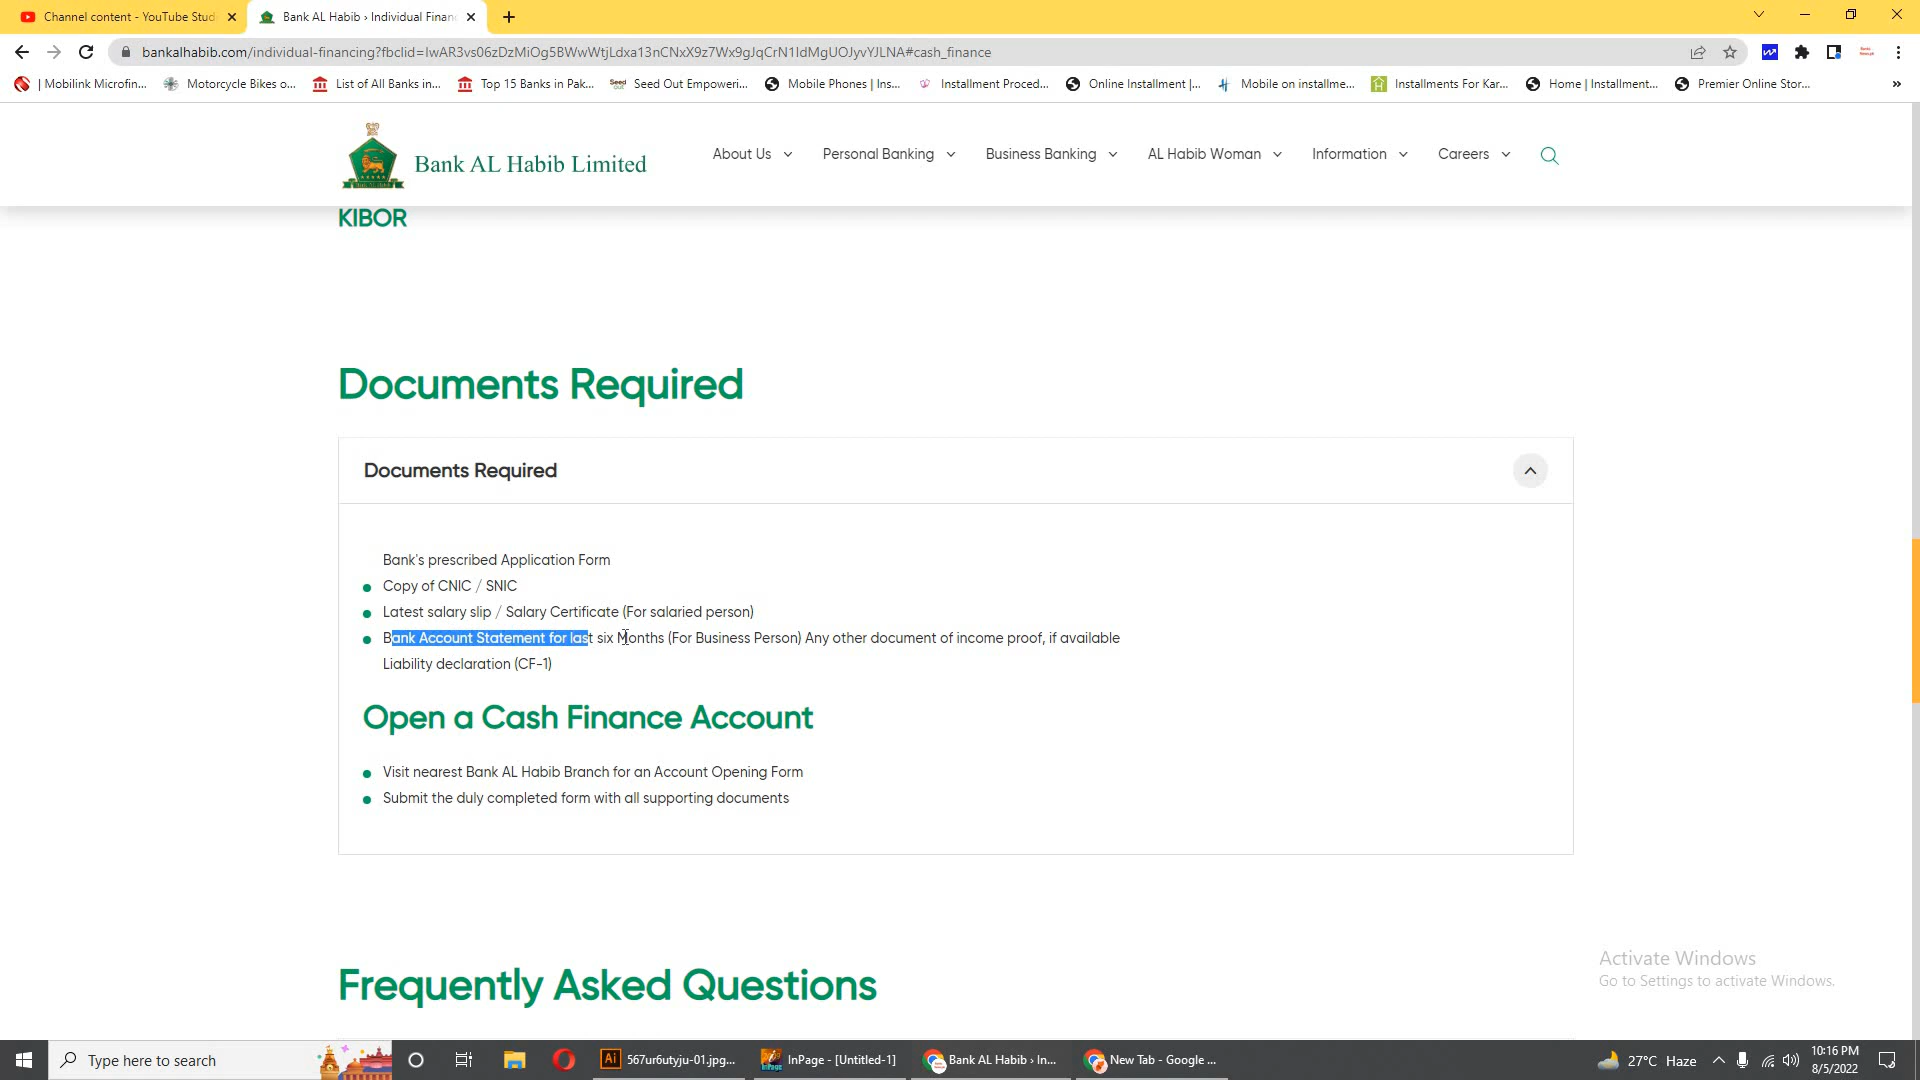 Channel content - YouTube Stud
Bank AL Habib › Individual Financ
bankalhabib.com/individual-financing?fbclid=IwAR3vs06zDzMiOg5BWwWtjLdxa13nCNxX9z7Wx9gJqCrN1IdMgUOJyvYJLNA#cash_finance
| Mobilink Microfin...
Motorcycle Bikes o...
List of All Banks in...
Top 15 Banks in Pak...
Seed Out Empoweri...
Mobile Phones | Ins...
Installment Proced...
Online Installment |...
Mobile on installme...
Installments For Kar...
Home | Installment...
Premier Online Stor...
»
Bank AL Habib Limited
About Us
Personal Banking
Business Banking
AL Habib Woman
Information
Careers
KIBOR
Documents Required
Documents Required
Bank's prescribed Application Form
Copy of CNIC / SNIC
Latest salary slip / Salary Certificate (For salaried person)
Bank Account Statement for last six Months (For Business Person) Any other document of income proof, if available
Liability declaration (CF-1)
Open a Cash Finance Account
Visit nearest Bank AL Habib Branch for an Account Opening Form
Submit the duly completed form with all supporting documents
Frequently Asked Questions
Activate Windows
Go to Settings to activate Windows.
Type here to search
Ai
567ur6utyju-01.jpg...
InPage - [Untitled-1]
Bank AL Habib › In...
New Tab - Google ...
27°C Haze
10:16 PM
8/5/2022